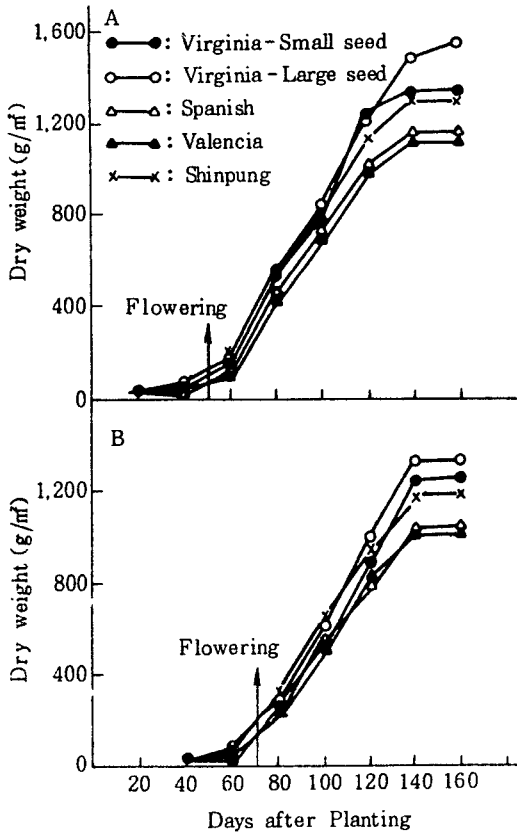 A
1,600
● : Virginia-Small seed
○ : Virginia-Large seed
△ : Spanish
▲ : Valencia
× : Shinpung
1,200
800
400
0
Dry weight (g/㎡)
Flowering
B
1,200
800
400
0
Dry weight (g/㎡)
Flowering
20 40 60 80 100 120 140 160
Days after Planting